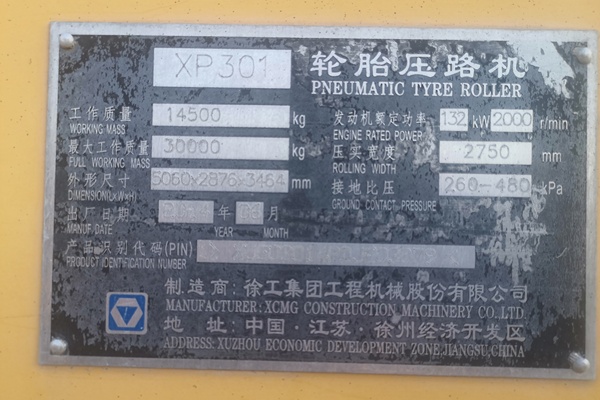 XP301 轮胎压路机
PNEUMATIC TYRE ROLLER
工作质量 14500 kg 发动机额定功率 132 kW 2000 r/min
WORKING MASS ENGINE RATED POWER
最大工作质量 30000 kg 压实宽度 2750 mm
FULL WORKING MASS ROLLING WIDTH
外形尺寸 5060×2876×3464 mm 接地比压 260-480 kPa
DIMENSION(LXWXH) GROUND CONTACT PRESSURE
出厂日期 年 月
MANUF.DATE YEAR MONTH
产品识别代码(PIN)
PRODUCT IDENTIFICATION NUMBER
制造商:徐工集团工程机械股份有限公司
MANUFACTURER: XCMG CONSTRUCTION MACHINERY CO.,LTD.
地 址:中国·江苏·徐州经济开发区
ADDRESS: XUZHOU ECONOMIC DEVELOPMENT ZONE,JIANGSU,CHINA